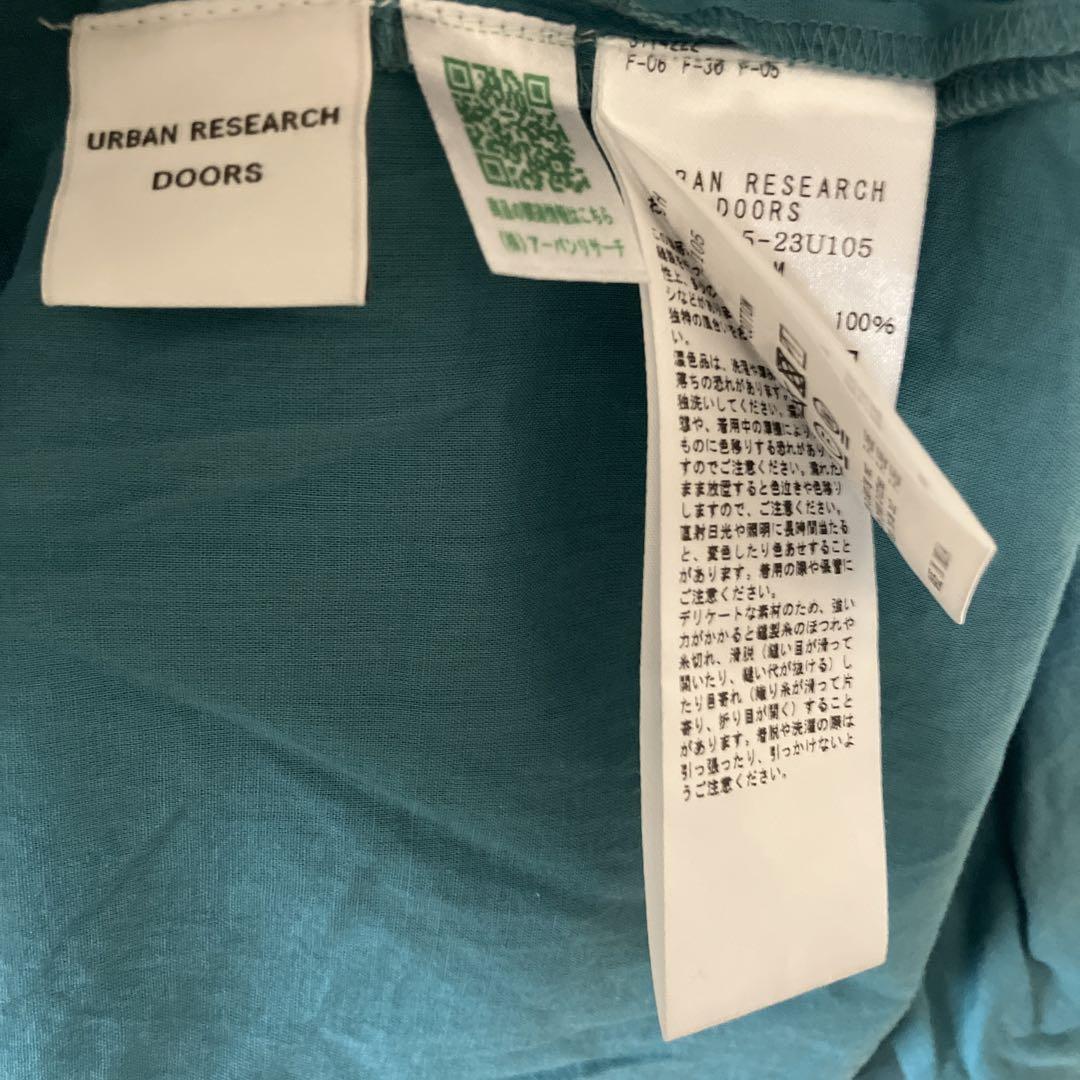 URBAN RESEARCH
DOORS
商品の関連情報はこちら
(株)アーバンリサーチ
F-06 F-36 F-05
RESEARCH
DOORS
5-23U105
M
100%
独特の風合いを
い。
濃色品は、洗濯や
落ちの恐れがあります
独洗いしてください。
や、着用中の摩擦により
ものに色移りする恐れがあり
すのでご注意ください。濡れた
まま放置すると色泣きや色移り
しますので、ご注意ください。
直射日光や照明に長時間当たる
と、変色したり色あせすること
があります。着用の際や保管に
ご注意ください。
デリケートな素材のため、強い
力がかかると縫製糸のほつれや
糸切れ、滑脱（縫い目が滑って
開いたり、縫い代が抜ける）し
たり目寄れ（織り糸が滑って片
寄り、折り目が開く）すること
があります。着脱や洗濯の際は
引っ張ったり、引っかけないよ
うご注意ください。